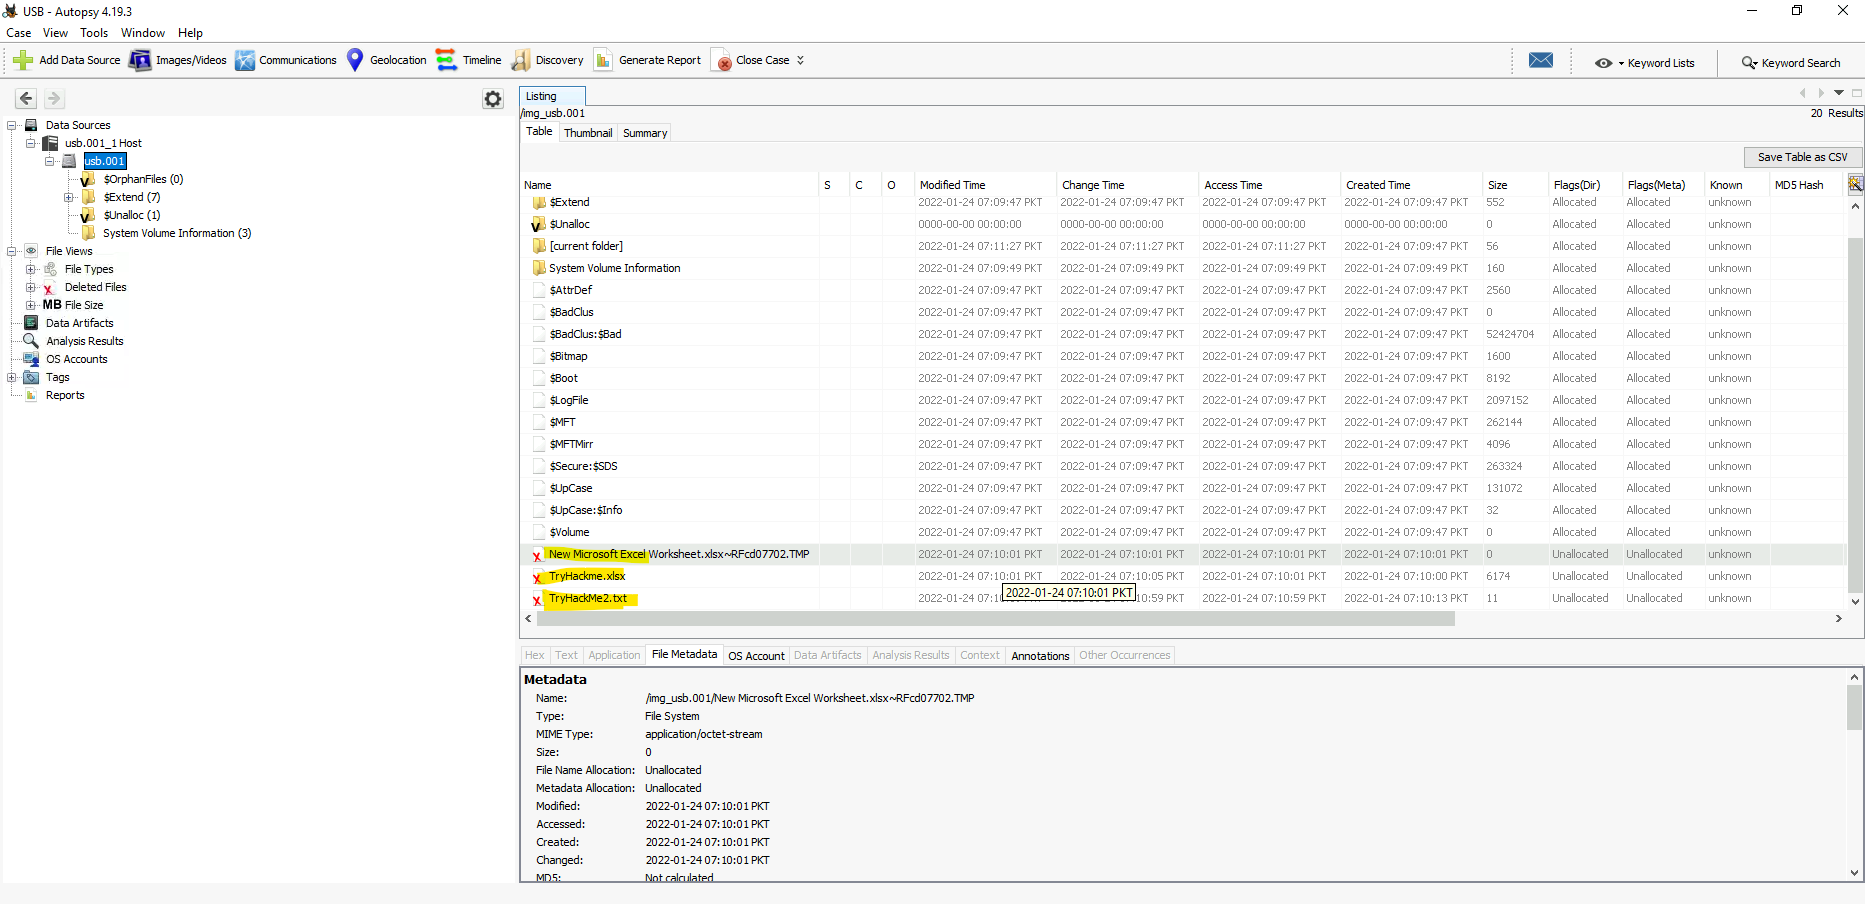 USB - Autopsy 4.19.3
Case View Tools Window Help
Add Data Source Images/Videos Communications Geolocation Timeline Discovery Generate Report Close Case Keyword Lists Keyword Search
Listing
/img_usb.001 20 Results
Table Thumbnail Summary
Save Table as CSV
Data Sources
usb.001_1 Host
usb.001
$OrphanFiles (0)
$Extend (7)
$Unalloc (1)
System Volume Information (3)
File Views
File Types
Deleted Files
MB File Size
Data Artifacts
Analysis Results
OS Accounts
Tags
Reports
Name S C O Modified Time Change Time Access Time Created Time Size Flags(Dir) Flags(Meta) Known MD5 Hash
$Extend 2022-01-24 07:09:47 PKT 2022-01-24 07:09:47 PKT 2022-01-24 07:09:47 PKT 2022-01-24 07:09:47 PKT 552 Allocated Allocated unknown
$Unalloc 0000-00-00 00:00:00 0000-00-00 00:00:00 0000-00-00 00:00:00 0000-00-00 00:00:00 0 Allocated Allocated unknown
[current folder] 2022-01-24 07:11:27 PKT 2022-01-24 07:11:27 PKT 2022-01-24 07:11:27 PKT 2022-01-24 07:09:47 PKT 56 Allocated Allocated unknown
System Volume Information 2022-01-24 07:09:49 PKT 2022-01-24 07:09:49 PKT 2022-01-24 07:09:49 PKT 2022-01-24 07:09:49 PKT 160 Allocated Allocated unknown
$AttrDef 2022-01-24 07:09:47 PKT 2022-01-24 07:09:47 PKT 2022-01-24 07:09:47 PKT 2022-01-24 07:09:47 PKT 2560 Allocated Allocated unknown
$BadClus 2022-01-24 07:09:47 PKT 2022-01-24 07:09:47 PKT 2022-01-24 07:09:47 PKT 2022-01-24 07:09:47 PKT 0 Allocated Allocated unknown
$BadClus:$Bad 2022-01-24 07:09:47 PKT 2022-01-24 07:09:47 PKT 2022-01-24 07:09:47 PKT 2022-01-24 07:09:47 PKT 52424704 Allocated Allocated unknown
$Bitmap 2022-01-24 07:09:47 PKT 2022-01-24 07:09:47 PKT 2022-01-24 07:09:47 PKT 2022-01-24 07:09:47 PKT 1600 Allocated Allocated unknown
$Boot 2022-01-24 07:09:47 PKT 2022-01-24 07:09:47 PKT 2022-01-24 07:09:47 PKT 2022-01-24 07:09:47 PKT 8192 Allocated Allocated unknown
$LogFile 2022-01-24 07:09:47 PKT 2022-01-24 07:09:47 PKT 2022-01-24 07:09:47 PKT 2022-01-24 07:09:47 PKT 2097152 Allocated Allocated unknown
$MFT 2022-01-24 07:09:47 PKT 2022-01-24 07:09:47 PKT 2022-01-24 07:09:47 PKT 2022-01-24 07:09:47 PKT 262144 Allocated Allocated unknown
$MFTMirr 2022-01-24 07:09:47 PKT 2022-01-24 07:09:47 PKT 2022-01-24 07:09:47 PKT 2022-01-24 07:09:47 PKT 4096 Allocated Allocated unknown
$Secure:$SDS 2022-01-24 07:09:47 PKT 2022-01-24 07:09:47 PKT 2022-01-24 07:09:47 PKT 2022-01-24 07:09:47 PKT 263324 Allocated Allocated unknown
$UpCase 2022-01-24 07:09:47 PKT 2022-01-24 07:09:47 PKT 2022-01-24 07:09:47 PKT 2022-01-24 07:09:47 PKT 131072 Allocated Allocated unknown
$UpCase:$Info 2022-01-24 07:09:47 PKT 2022-01-24 07:09:47 PKT 2022-01-24 07:09:47 PKT 2022-01-24 07:09:47 PKT 32 Allocated Allocated unknown
$Volume 2022-01-24 07:09:47 PKT 2022-01-24 07:09:47 PKT 2022-01-24 07:09:47 PKT 2022-01-24 07:09:47 PKT 0 Allocated Allocated unknown
New Microsoft Excel Worksheet.xlsx~RFcd07702.TMP 2022-01-24 07:10:01 PKT 2022-01-24 07:10:01 PKT 2022-01-24 07:10:01 PKT 2022-01-24 07:10:01 PKT 0 Unallocated Unallocated unknown
TryHackme.xlsx 2022-01-24 07:10:01 PKT 2022-01-24 07:10:05 PKT 2022-01-24 07:10:01 PKT 2022-01-24 07:10:00 PKT 6174 Unallocated Unallocated unknown
2022-01-24 07:10:01 PKT
TryHackMe2.txt 2022-01-24 :10:59 PKT 2022-01-24 07:10:59 PKT 2022-01-24 07:10:13 PKT 11 Unallocated Unallocated unknown
Hex Text Application File Metadata OS Account Data Artifacts Analysis Results Context Annotations Other Occurrences
Metadata
Name: /img_usb.001/New Microsoft Excel Worksheet.xlsx~RFcd07702.TMP
Type: File System
MIME Type: application/octet-stream
Size: 0
File Name Allocation: Unallocated
Metadata Allocation: Unallocated
Modified: 2022-01-24 07:10:01 PKT
Accessed: 2022-01-24 07:10:01 PKT
Created: 2022-01-24 07:10:01 PKT
Changed: 2022-01-24 07:10:01 PKT
MD5: Not calculated